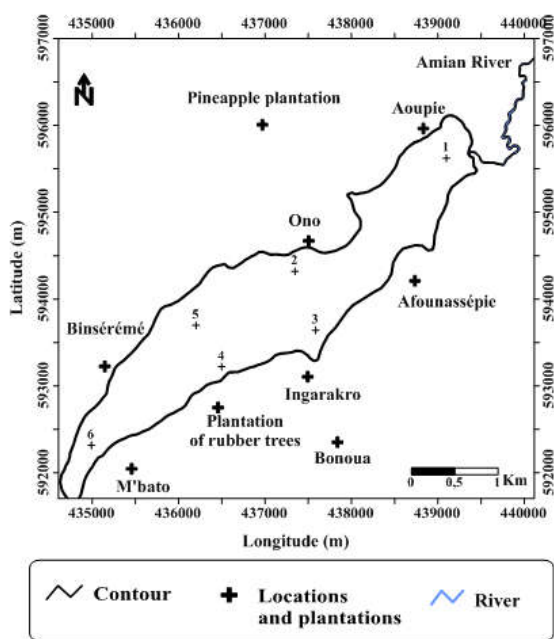 435000 436000 437000 438000 439000 440000
597000
596000
595000
594000
593000
592000
597000
596000
595000
594000
593000
592000
Latitude (m)
N
Amian River
Pineapple plantation
Aoupie
1
Ono
2
Afounassépie
Binsérémé
5
3
4
Ingarakro
Plantation
of rubber trees
Bonoua
6
M'bato
0 0,5 1 Km
435000 436000 437000 438000 439000 440000
Longitude (m)
Contour
Locations
and plantations
River